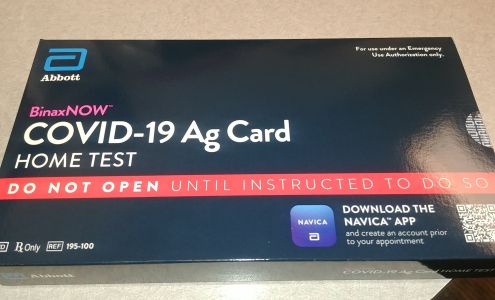 Abbott
For use under an Emergency
Use Authorization only.
BinaxNOW™
COVID-19 Ag Card
HOME TEST
DO NOT OPEN UNTIL INSTRUCTED TO DO SO
NAVICA
DOWNLOAD THE
NAVICA™ APP
and create an account prior
to your appointment
Rx Only REF 195-100
Abbott
COVID-19 Ag Card
HOME TEST